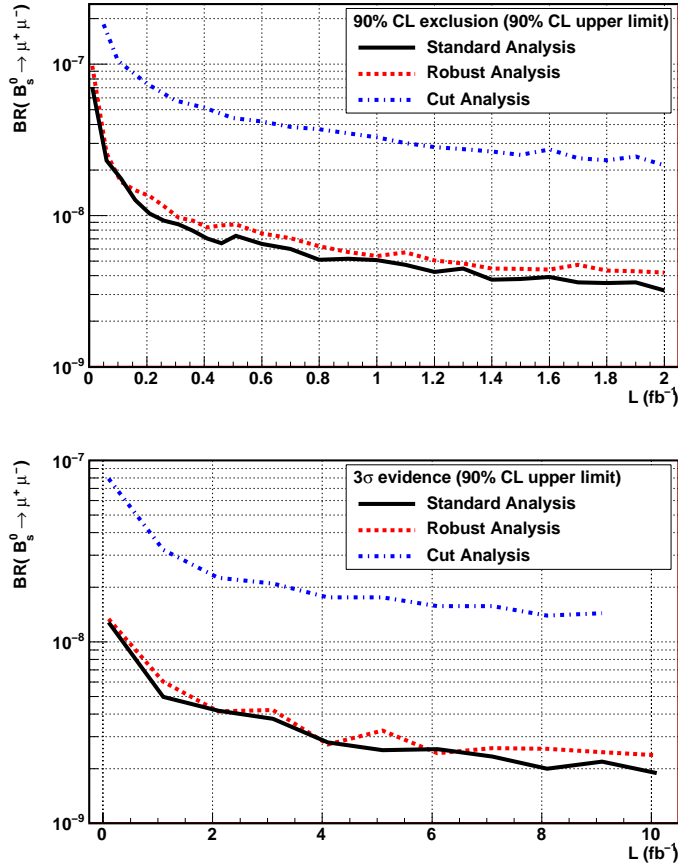 90% CL exclusion (90% CL upper limit)
Standard Analysis
Robust Analysis
Cut Analysis
BR( B⁰ₛ → μ⁺ μ⁻)
10⁻⁷
10⁻⁸
10⁻⁹
0 0.2 0.4 0.6 0.8 1 1.2 1.4 1.6 1.8 2
L (fb⁻¹)
3σ evidence (90% CL upper limit)
Standard Analysis
Robust Analysis
Cut Analysis
BR( B⁰ₛ → μ⁺ μ⁻)
10⁻⁷
10⁻⁸
10⁻⁹
0 2 4 6 8 10
L (fb⁻¹)